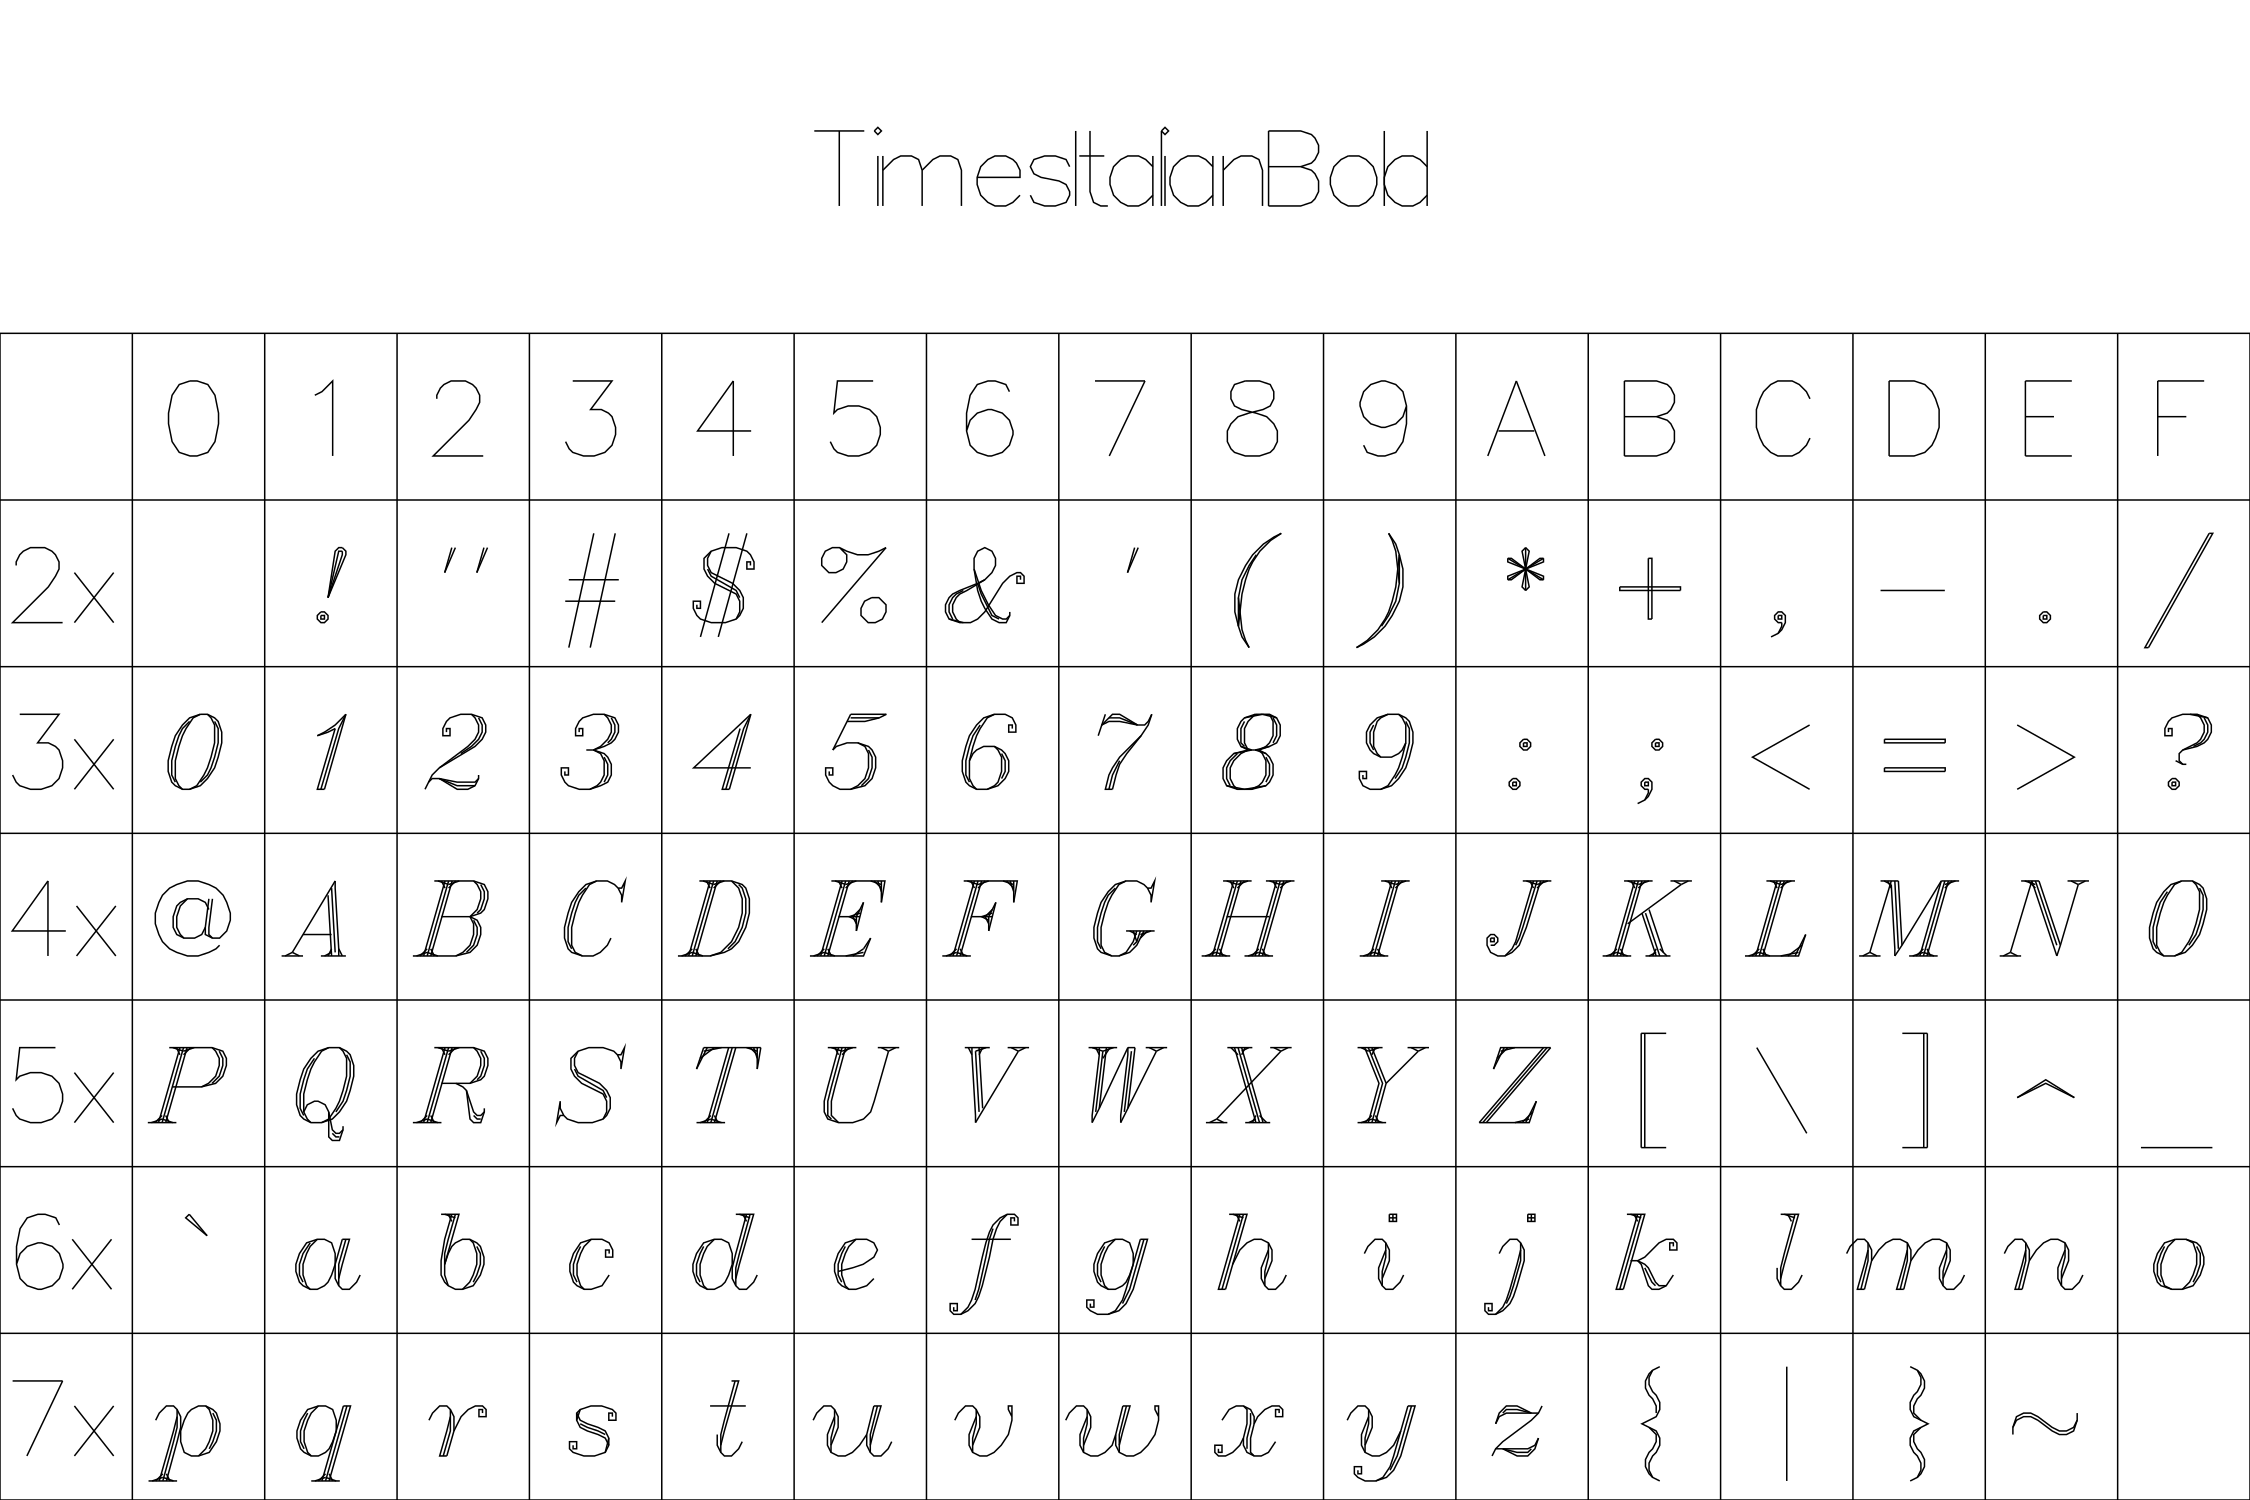 TimesItalianBold
0 1 2 3 4 5 6 7 8 9 A B C D E F
2x ! " # $ % & ' ( ) * + , - . /
3x 0 1 2 3 4 5 6 7 8 9 : ; < = > ?
4x @ A B C D E F G H I J K L M N O
5x P Q R S T U V W X Y Z [ \ ] ^ _
6x ` a b c d e f g h i j k l m n o
7x p q r s t u v w x y z { | } ~